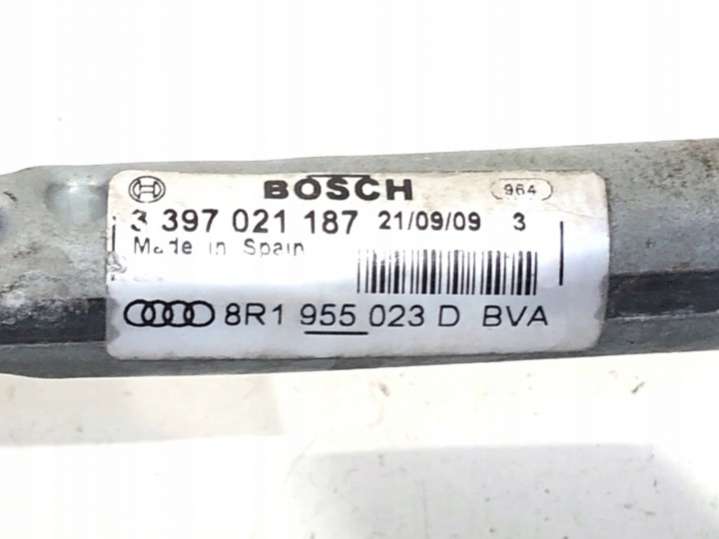 BOSCH 964
3 397 021 187 21/09/09 3
Made in Spain
8R1 955 023 D BVA